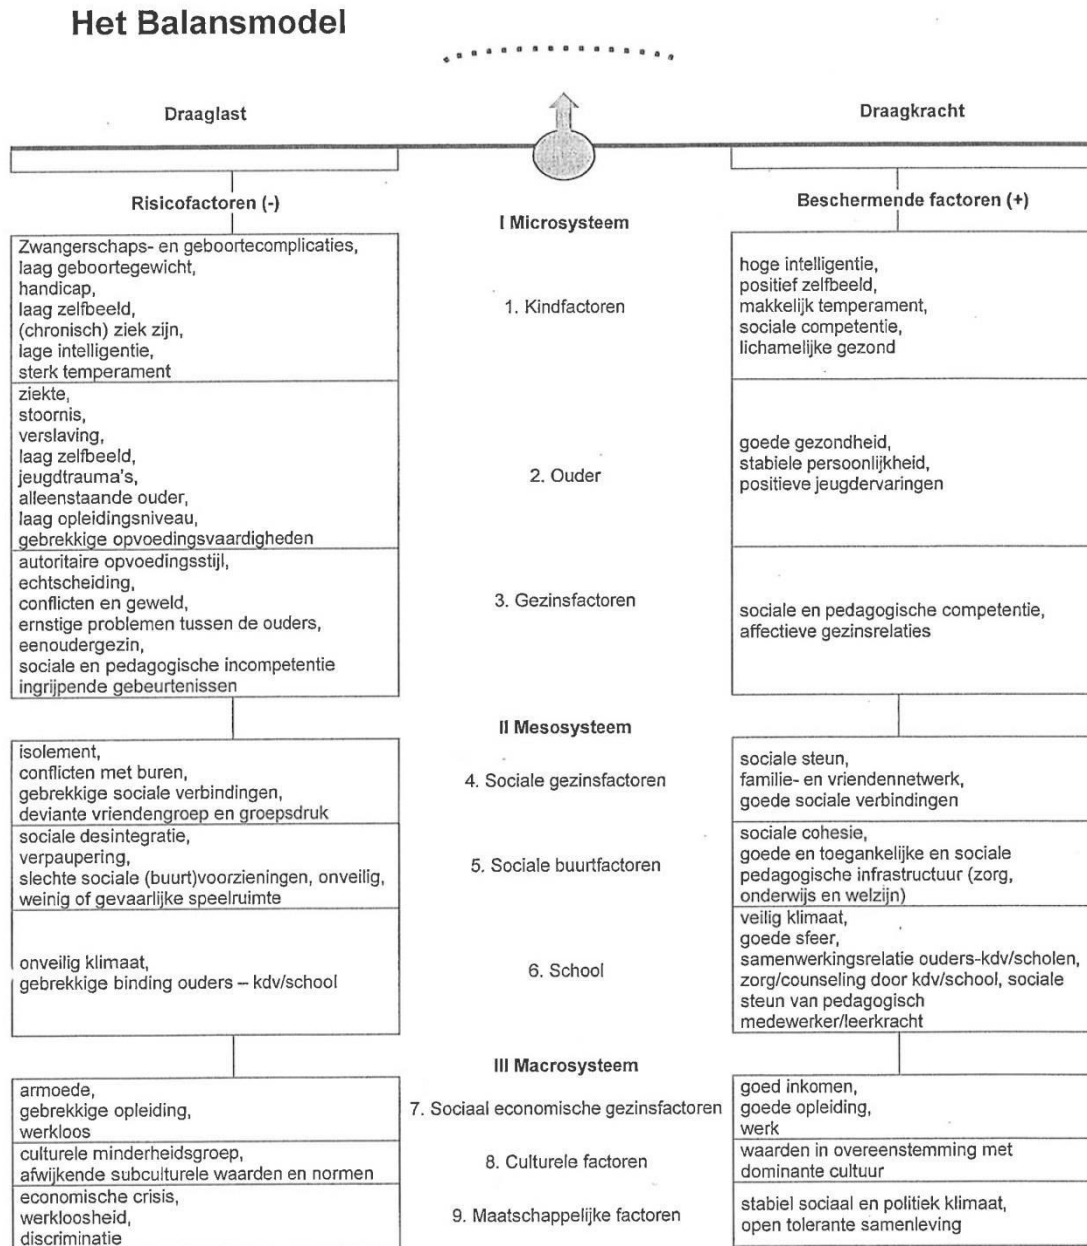 Het Balansmodel
Draaglast
Draagkracht
Risicofactoren (-)
Beschermende factoren (+)
I Microsysteem
Zwangerschaps- en geboortecomplicaties,
laag geboortegewicht,
handicap,
laag zelfbeeld,
(chronisch) ziek zijn,
lage intelligentie,
sterk temperament
1. Kindfactoren
hoge intelligentie,
positief zelfbeeld,
makkelijk temperament,
sociale competentie,
lichamelijke gezond
ziekte,
stoornis,
verslaving,
laag zelfbeeld,
jeugdtrauma's,
alleenstaande ouder,
laag opleidingsniveau,
gebrekkige opvoedingsvaardigheden
2. Ouder
goede gezondheid,
stabiele persoonlijkheid,
positieve jeugdervaringen
autoritaire opvoedingsstijl,
echtscheiding,
conflicten en geweld,
ernstige problemen tussen de ouders,
eenoudergezin,
sociale en pedagogische incompetentie
ingrijpende gebeurtenissen
3. Gezinsfactoren
sociale en pedagogische competentie,
affectieve gezinsrelaties
II Mesosysteem
isolement,
conflicten met buren,
gebrekkige sociale verbindingen,
deviante vriendengroep en groepsdruk
4. Sociale gezinsfactoren
sociale steun,
familie- en vriendennetwerk,
goede sociale verbindingen
sociale desintegratie,
verpaupering,
slechte sociale (buurt)voorzieningen, onveilig,
weinig of gevaarlijke speelruimte
5. Sociale buurtfactoren
sociale cohesie,
goede en toegankelijke en sociale
pedagogische infrastructuur (zorg,
onderwijs en welzijn)
onveilig klimaat,
gebrekkige binding ouders – kdv/school
6. School
veilig klimaat,
goede sfeer,
samenwerkingsrelatie ouders-kdv/scholen,
zorg/counseling door kdv/school, sociale
steun van pedagogisch
medewerker/leerkracht
III Macrosysteem
armoede,
gebrekkige opleiding,
werkloos
7. Sociaal economische gezinsfactoren
goed inkomen,
goede opleiding,
werk
culturele minderheidsgroep,
afwijkende subculturele waarden en normen
8. Culturele factoren
waarden in overeenstemming met
dominante cultuur
economische crisis,
werkloosheid,
discriminatie
9. Maatschappelijke factoren
stabiel sociaal en politiek klimaat,
open tolerante samenleving